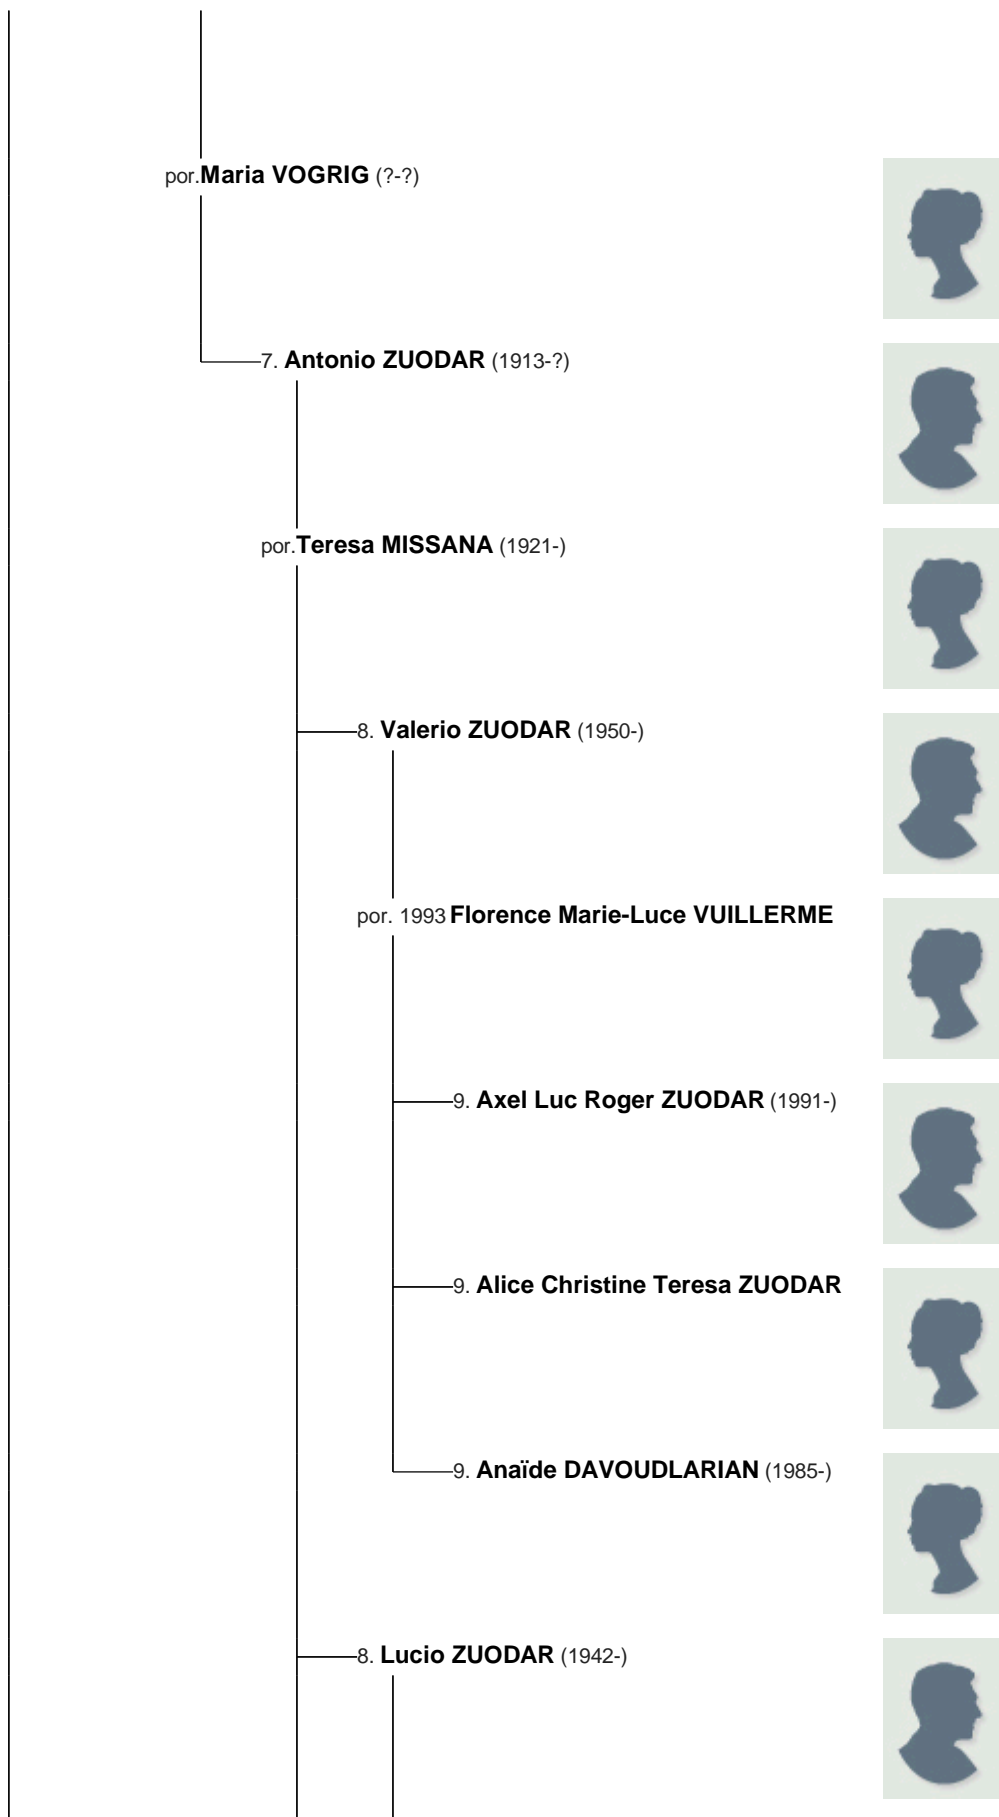 por.Maria VOGRIG (?-?)
7. Antonio ZUODAR (1913-?)
por.Teresa MISSANA (1921-)
8. Valerio ZUODAR (1950-)
por. 1993 Florence Marie-Luce VUILLERME
9. Axel Luc Roger ZUODAR (1991-)
9. Alice Christine Teresa ZUODAR
9. Anaïde DAVOUDLARIAN (1985-)
8. Lucio ZUODAR (1942-)